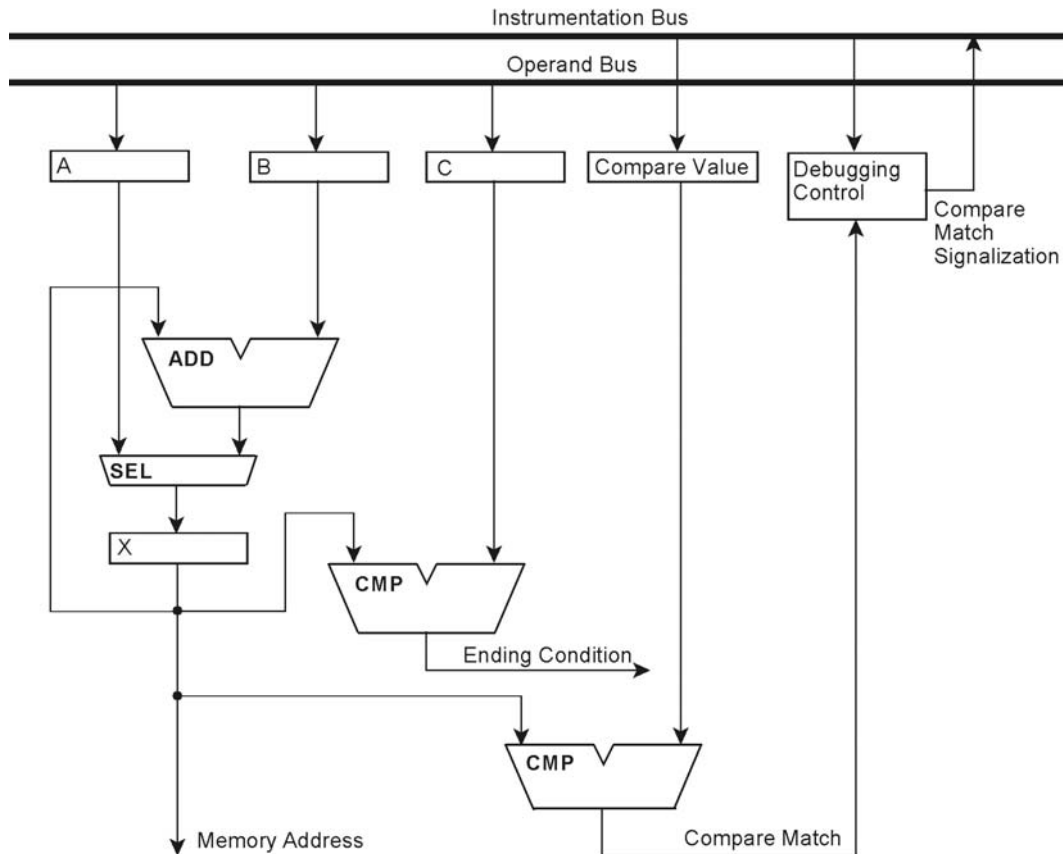 Instrumentation Bus
Operand Bus
A
B
C
Compare Value
Debugging
Control
Compare
Match
Signalization
ADD
SEL
X
CMP
Ending Condition
CMP
Memory Address
Compare Match